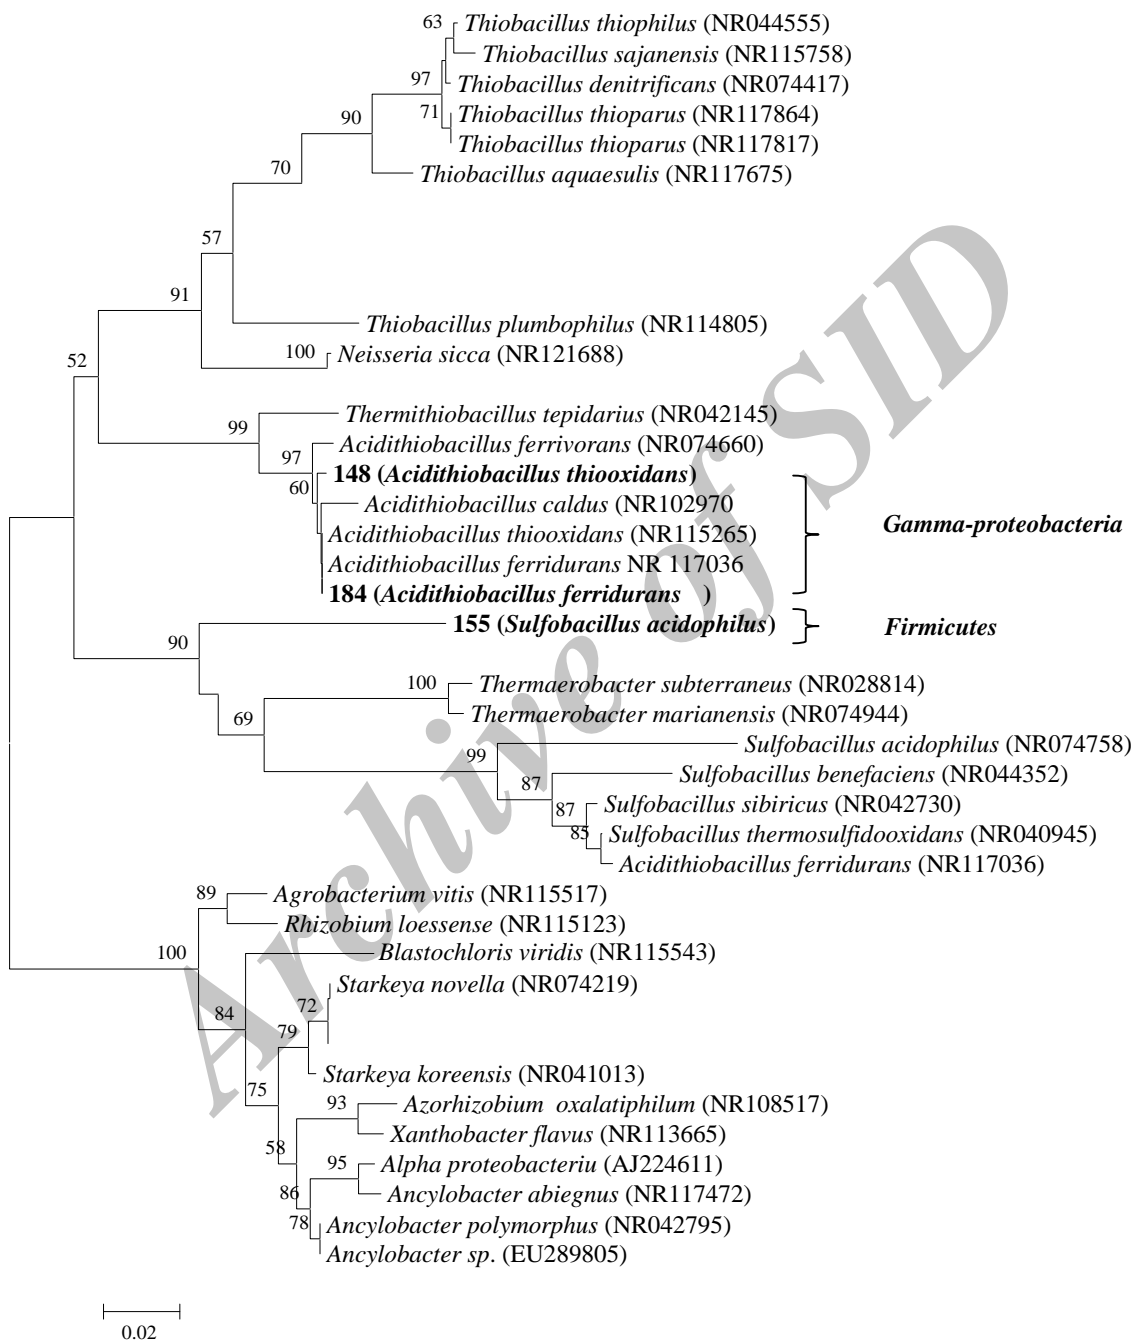 63 Thiobacillus thiophilus (NR044555)
Thiobacillus sajanensis (NR115758)
97 Thiobacillus denitrificans (NR074417)
71 Thiobacillus thioparus (NR117864)
90
Thiobacillus thioparus (NR117817)
70 Thiobacillus aquaesulis (NR117675)
57
91
Thiobacillus plumbophilus (NR114805)
100 Neisseria sicca (NR121688)
52
Thermithiobacillus tepidarius (NR042145)
99
Acidithiobacillus ferrivorans (NR074660)
97
148 (Acidithiobacillus thiooxidans)
60
Acidithiobacillus caldus (NR102970
Gamma-proteobacteria
Acidithiobacillus thiooxidans (NR115265)
Acidithiobacillus ferridurans NR 117036
184 (Acidithiobacillus ferridurans )
155 (Sulfobacillus acidophilus)
Firmicutes
90
100 Thermaerobacter subterraneus (NR028814)
Thermaerobacter marianensis (NR074944)
69
Sulfobacillus acidophilus (NR074758)
99
Sulfobacillus benefaciens (NR044352)
87
87 Sulfobacillus sibiricus (NR042730)
85 Sulfobacillus thermosulfidooxidans (NR040945)
Acidithiobacillus ferridurans (NR117036)
89 Agrobacterium vitis (NR115517)
Rhizobium loessense (NR115123)
100 Blastochloris viridis (NR115543)
Starkeya novella (NR074219)
72
84
79
Starkeya koreensis (NR041013)
75
93 Azorhizobium oxalatiphilum (NR108517)
Xanthobacter flavus (NR113665)
58
95 Alpha proteobacteriu (AJ224611)
86 Ancylobacter abiegnus (NR117472)
78 Ancylobacter polymorphus (NR042795)
Ancylobacter sp. (EU289805)
0.02
Archive of SID